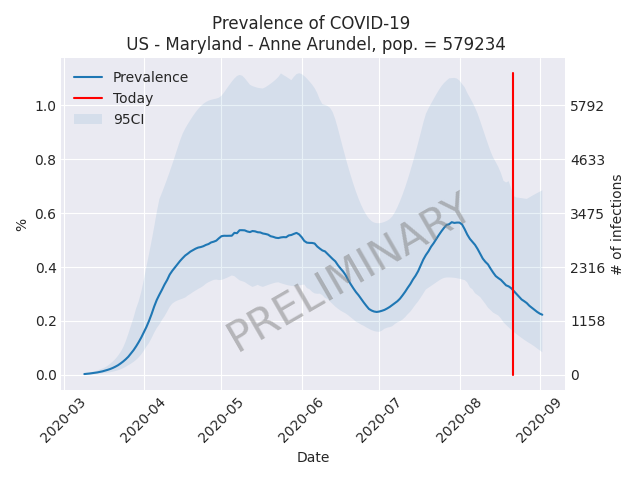 Prevalence of COVID-19
US - Maryland - Anne Arundel, pop. = 579234
Prevalence
Today
95CI
1.0
0.8
0.6
0.4
0.2
0.0
%
5792
4633
3475
2316
1158
0
# of infections
PRELIMINARY
2020-03
2020-04
2020-05
2020-06
2020-07
2020-08
2020-09
Date